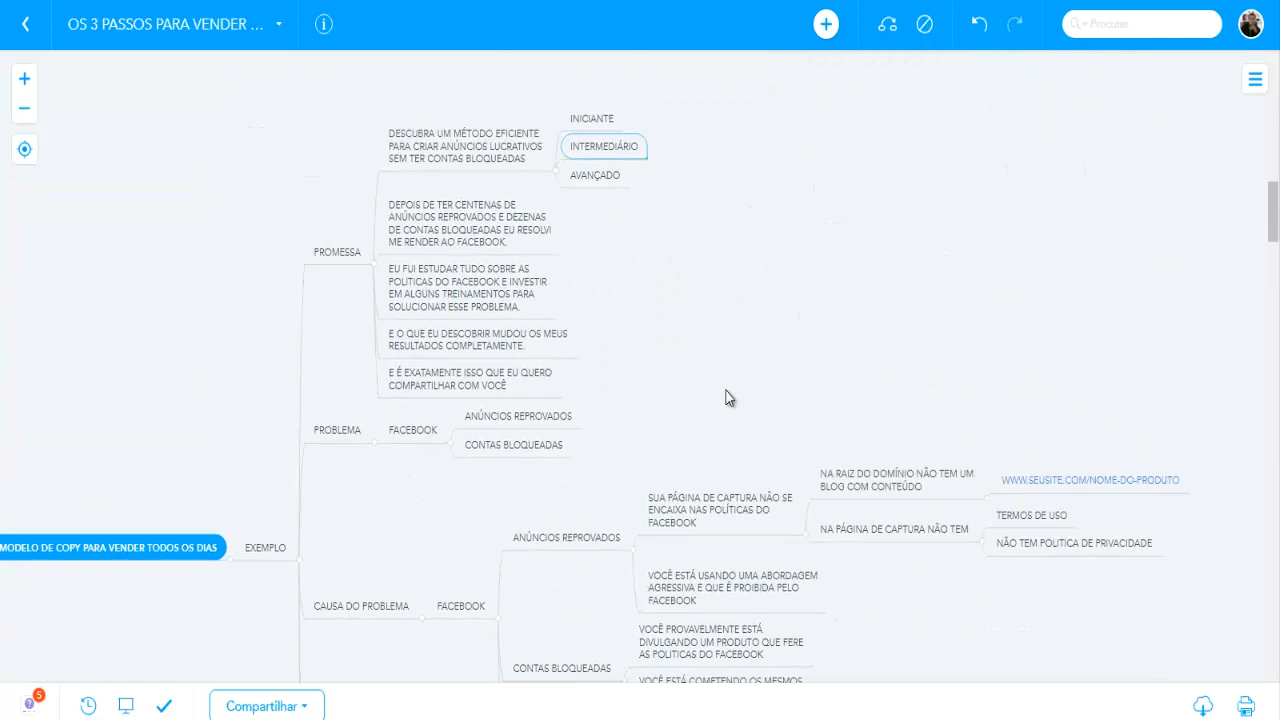 OS 3 PASSOS PARA VENDER ...
Procurar
INICIANTE
DESCUBRA UM MÉTODO EFICIENTE
PARA CRIAR ANÚNCIOS LUCRATIVOS
SEM TER CONTAS BLOQUEADAS
INTERMEDIÁRIO
AVANÇADO
DEPOIS DE TER CENTENAS DE
ANÚNCIOS REPROVADOS E DEZENAS
DE CONTAS BLOQUEADAS EU RESOLVI
ME RENDER AO FACEBOOK.
PROMESSA
EU FUI ESTUDAR TUDO SOBRE AS
POLITICAS DO FACEBOOK E INVESTIR
EM ALGUNS TREINAMENTOS PARA
SOLUCIONAR ESSE PROBLEMA.
E O QUE EU DESCOBRIR MUDOU OS MEUS
RESULTADOS COMPLETAMENTE.
E É EXATAMENTE ISSO QUE EU QUERO
COMPARTILHAR COM VOCÊ
PROBLEMA
FACEBOOK
ANÚNCIOS REPROVADOS
CONTAS BLOQUEADAS
NA RAIZ DO DOMÍNIO NÃO TEM UM
BLOG COM CONTEÚDO
WWW.SEUSITE.COM/NOME-DO-PRODUTO
SUA PÁGINA DE CAPTURA NÃO SE
ENCAIXA NAS POLÍTICAS DO
FACEBOOK
NA PÁGINA DE CAPTURA NÃO TEM
TERMOS DE USO
NÃO TEM POLITICA DE PRIVACIDADE
ANÚNCIOS REPROVADOS
MODELO DE COPY PARA VENDER TODOS OS DIAS
EXEMPLO
VOCÊ ESTÁ USANDO UMA ABORDAGEM
AGRESSIVA E QUE É PROIBIDA PELO
FACEBOOK
CAUSA DO PROBLEMA
FACEBOOK
VOCÊ PROVAVELMENTE ESTÁ
DIVULGANDO UM PRODUTO QUE FERE
AS POLITICAS DO FACEBOOK
CONTAS BLOQUEADAS
VOCÊ ESTÁ COMETENDO OS MESMOS
5
Compartilhar